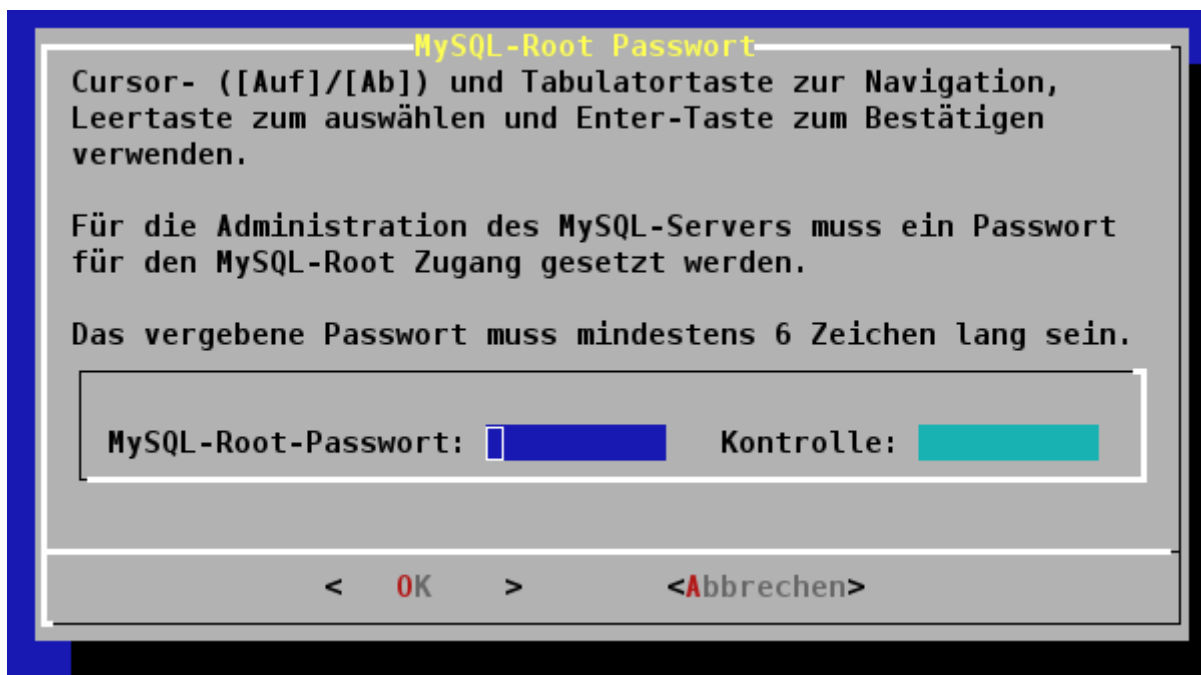 MySQL-Root Passwort
Cursor- ([Auf]/[Ab]) und Tabulatortaste zur Navigation,
Leertaste zum auswählen und Enter-Taste zum Bestätigen
verwenden.
Für die Administration des MySQL-Servers muss ein Passwort
für den MySQL-Root Zugang gesetzt werden.
Das vergebene Passwort muss mindestens 6 Zeichen lang sein.
MySQL-Root-Passwort: Kontrolle:
< OK > <Abbrechen>